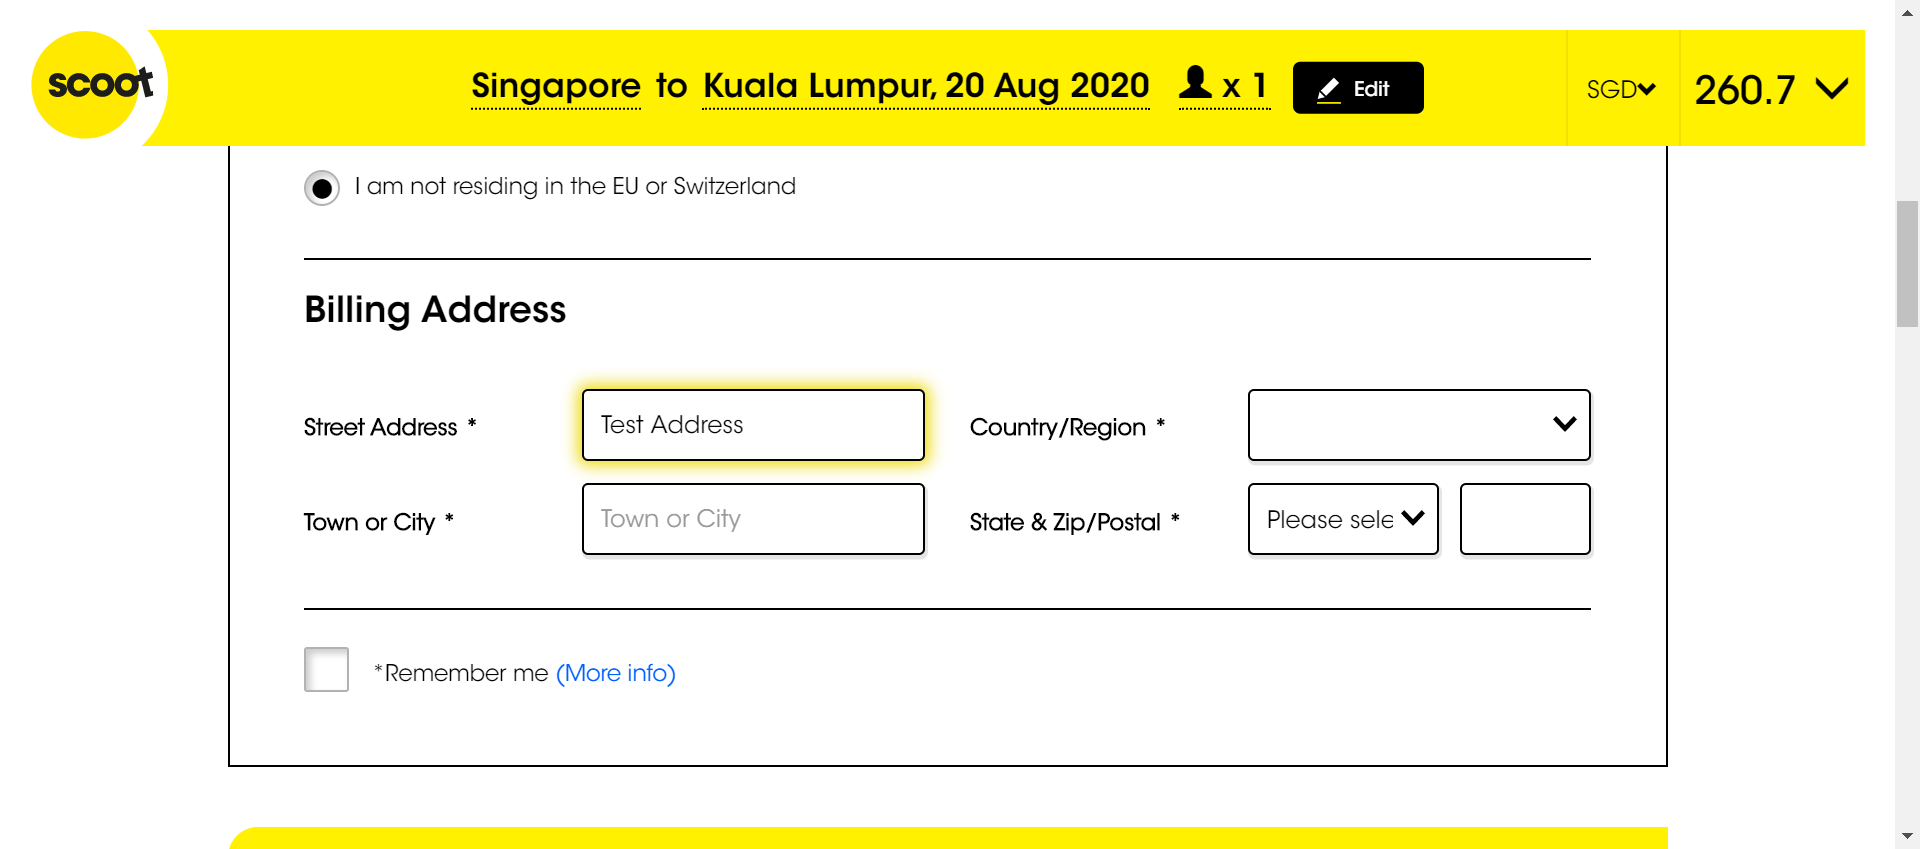 scoot
Singapore to Kuala Lumpur, 20 Aug 2020 x 1 Edit SGD 260.7
I am not residing in the EU or Switzerland
Billing Address
Street Address * Test Address Country/Region *
Town or City * Town or City State & Zip/Postal * Please sele
*Remember me (More info)